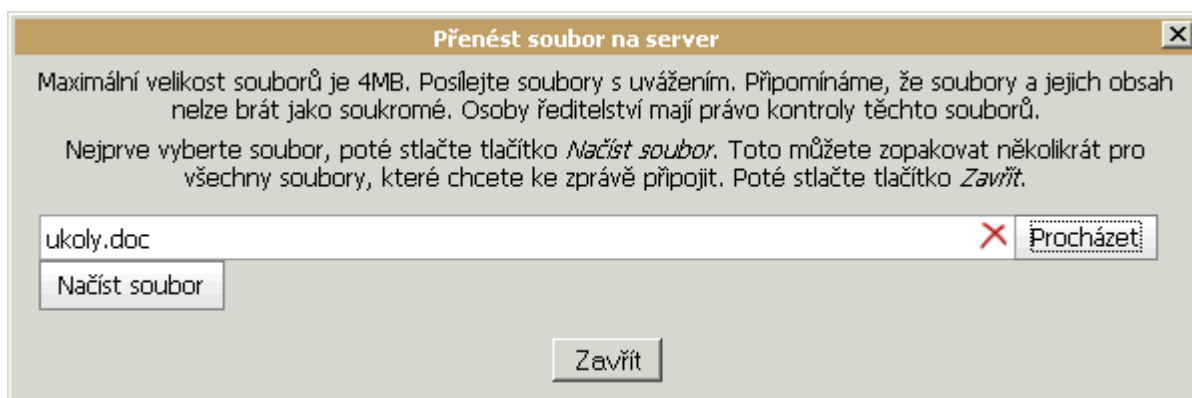 Přenést soubor na server
Maximální velikost souborů je 4MB. Posílejte soubory s uvážením. Připomínáme, že soubory a jejich obsah
nelze brát jako soukromé. Osoby ředitelství mají právo kontroly těchto souborů.
Nejprve vyberte soubor, poté stlačte tlačítko Načíst soubor. Toto můžete zopakovat několikrát pro
všechny soubory, které chcete ke zprávě připojit. Poté stlačte tlačítko Zavřít.
ukoly.doc Procházet
Načíst soubor
Zavřít